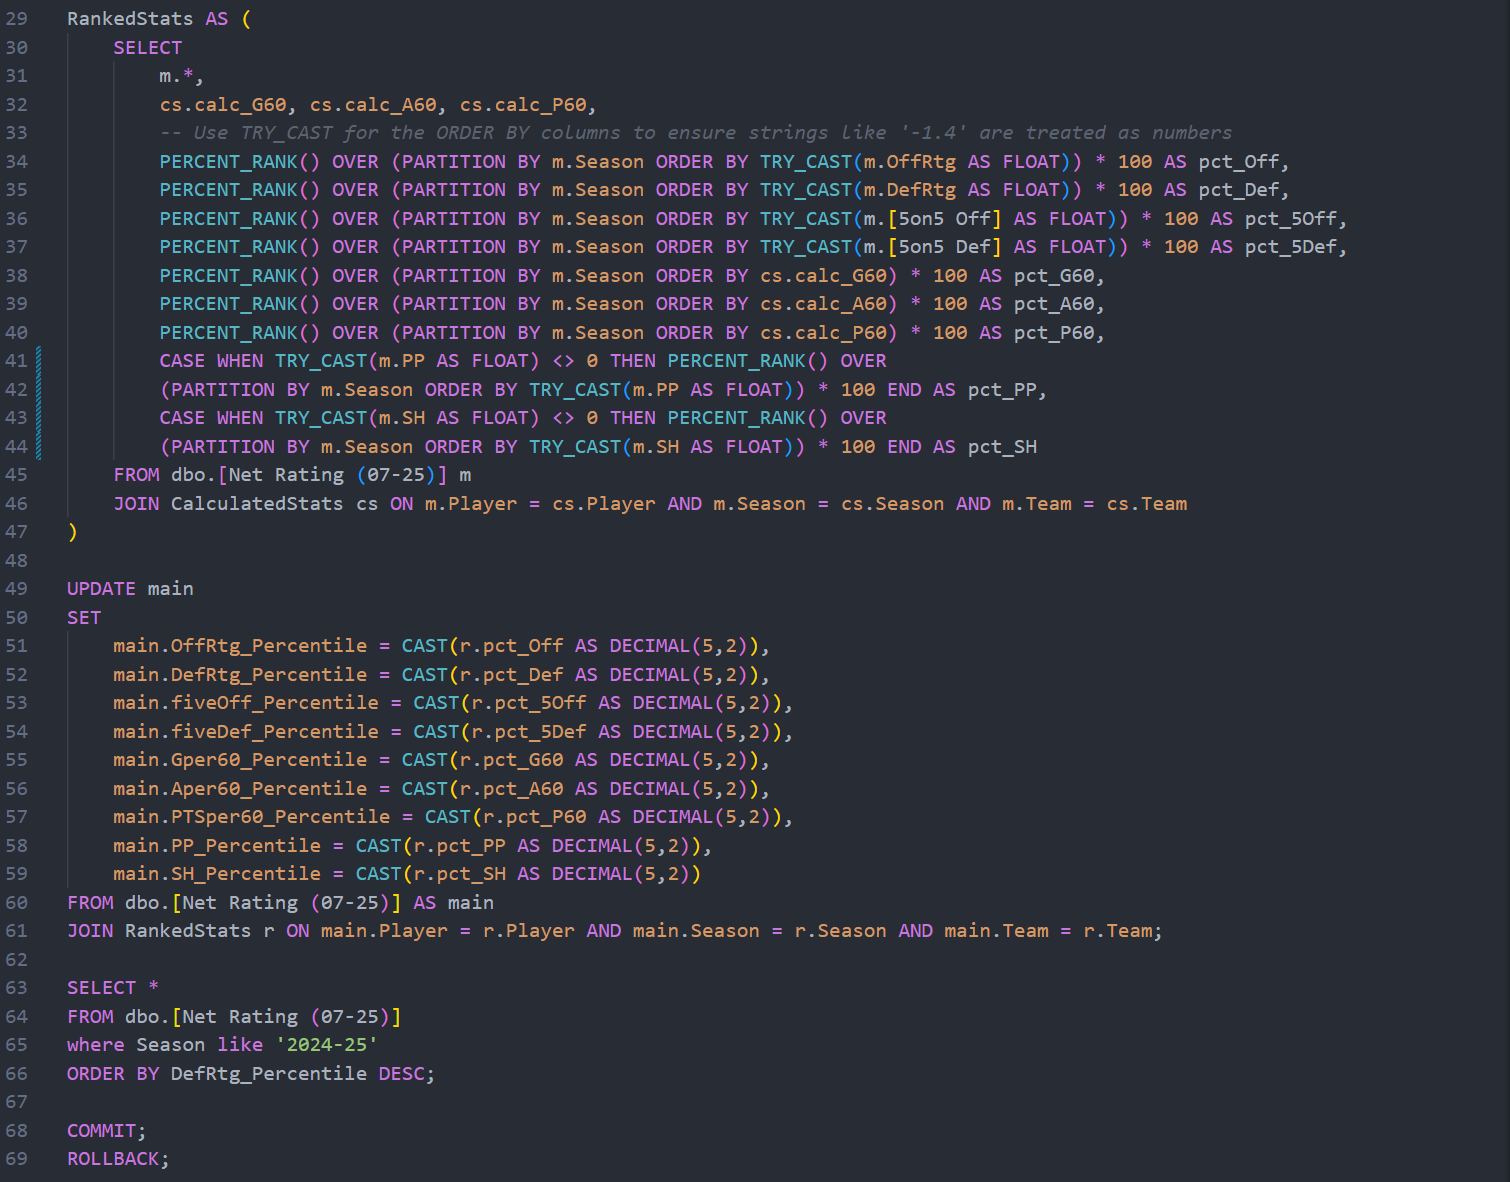 29 RankedStats AS (
30     SELECT
31         m.*,
32         cs.calc_G60, cs.calc_A60, cs.calc_P60,
33         -- Use TRY_CAST for the ORDER BY columns to ensure strings like '-1.4' are treated as numbers
34         PERCENT_RANK() OVER (PARTITION BY m.Season ORDER BY TRY_CAST(m.OffRtg AS FLOAT)) * 100 AS pct_Off,
35         PERCENT_RANK() OVER (PARTITION BY m.Season ORDER BY TRY_CAST(m.DefRtg AS FLOAT)) * 100 AS pct_Def,
36         PERCENT_RANK() OVER (PARTITION BY m.Season ORDER BY TRY_CAST(m.[5on5 Off] AS FLOAT)) * 100 AS pct_5Off,
37         PERCENT_RANK() OVER (PARTITION BY m.Season ORDER BY TRY_CAST(m.[5on5 Def] AS FLOAT)) * 100 AS pct_5Def,
38         PERCENT_RANK() OVER (PARTITION BY m.Season ORDER BY cs.calc_G60) * 100 AS pct_G60,
39         PERCENT_RANK() OVER (PARTITION BY m.Season ORDER BY cs.calc_A60) * 100 AS pct_A60,
40         PERCENT_RANK() OVER (PARTITION BY m.Season ORDER BY cs.calc_P60) * 100 AS pct_P60,
41         CASE WHEN TRY_CAST(m.PP AS FLOAT) <> 0 THEN PERCENT_RANK() OVER
42         (PARTITION BY m.Season ORDER BY TRY_CAST(m.PP AS FLOAT)) * 100 END AS pct_PP,
43         CASE WHEN TRY_CAST(m.SH AS FLOAT) <> 0 THEN PERCENT_RANK() OVER
44         (PARTITION BY m.Season ORDER BY TRY_CAST(m.SH AS FLOAT)) * 100 END AS pct_SH
45     FROM dbo.[Net Rating (07-25)] m
46     JOIN CalculatedStats cs ON m.Player = cs.Player AND m.Season = cs.Season AND m.Team = cs.Team
47 )
48
49 UPDATE main
50 SET
51     main.OffRtg_Percentile = CAST(r.pct_Off AS DECIMAL(5,2)),
52     main.DefRtg_Percentile = CAST(r.pct_Def AS DECIMAL(5,2)),
53     main.fiveOff_Percentile = CAST(r.pct_5Off AS DECIMAL(5,2)),
54     main.fiveDef_Percentile = CAST(r.pct_5Def AS DECIMAL(5,2)),
55     main.Gper60_Percentile = CAST(r.pct_G60 AS DECIMAL(5,2)),
56     main.Aper60_Percentile = CAST(r.pct_A60 AS DECIMAL(5,2)),
57     main.PTSper60_Percentile = CAST(r.pct_P60 AS DECIMAL(5,2)),
58     main.PP_Percentile = CAST(r.pct_PP AS DECIMAL(5,2)),
59     main.SH_Percentile = CAST(r.pct_SH AS DECIMAL(5,2))
60 FROM dbo.[Net Rating (07-25)] AS main
61 JOIN RankedStats r ON main.Player = r.Player AND main.Season = r.Season AND main.Team = r.Team;
62
63 SELECT *
64 FROM dbo.[Net Rating (07-25)]
65 where Season like '2024-25'
66 ORDER BY DefRtg_Percentile DESC;
67
68 COMMIT;
69 ROLLBACK;